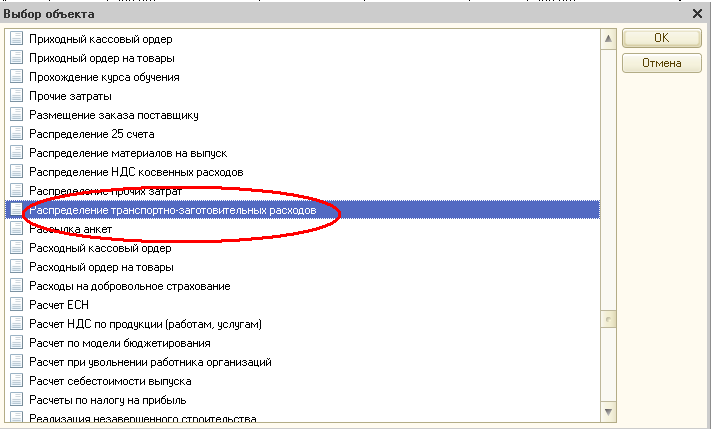 Выбор объекта
Приходный кассовый ордер
OK
Приходный ордер на товары
Отмена
Прохождение курса обучения
Прочие затраты
Размещение заказа поставщику
Распределение 25 счета
Распределение материалов на выпуск
Распределение НДС косвенных расходов
Распределение прочих затрат
Распределение транспортно-заготовительных расходов
Рассылка анкет
Расходный кассовый ордер
Расходный ордер на товары
Расходы на добровольное страхование
Расчет ЕСН
Расчет НДС по продукции (работам, услугам)
Расчет по модели бюджетирования
Расчет при увольнении работника организаций
Расчет себестоимости выпуска
Расчеты по налогу на прибыль
Реализация незавершенного строительства